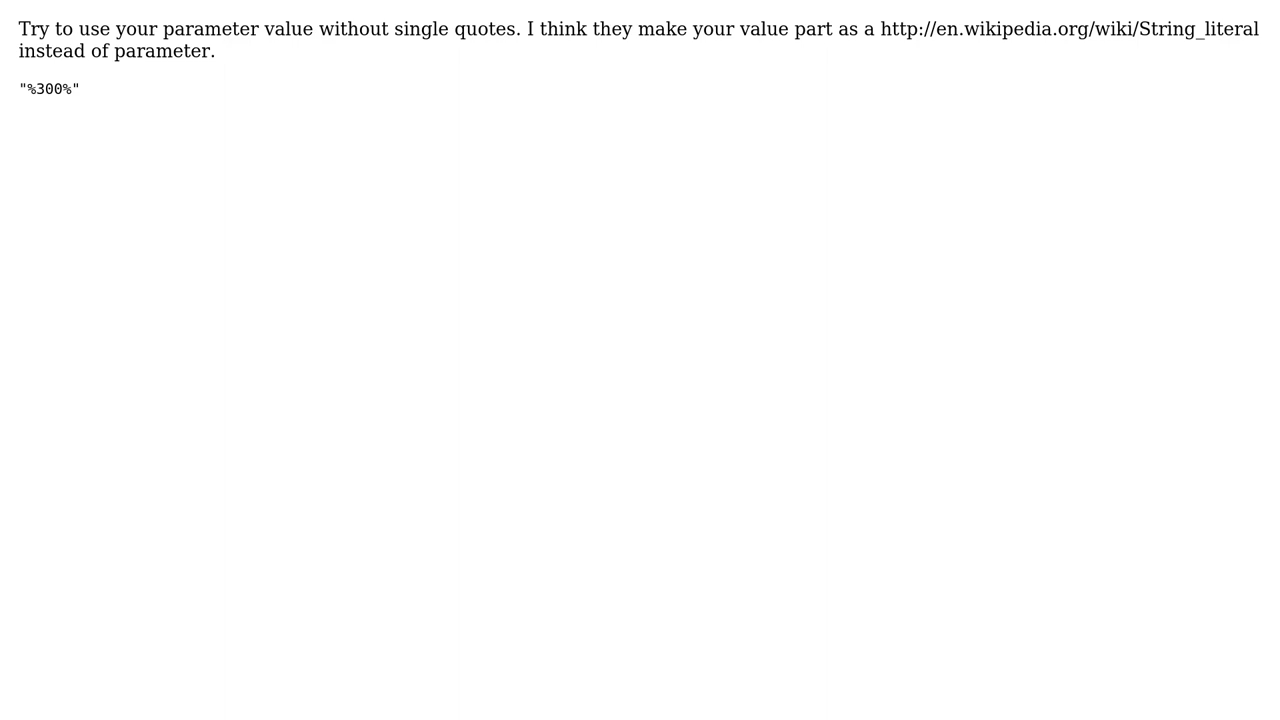 Try to use your parameter value without single quotes. I think they make your value part as a http://en.wikipedia.org/wiki/String_literal
instead of parameter.
"%300%"